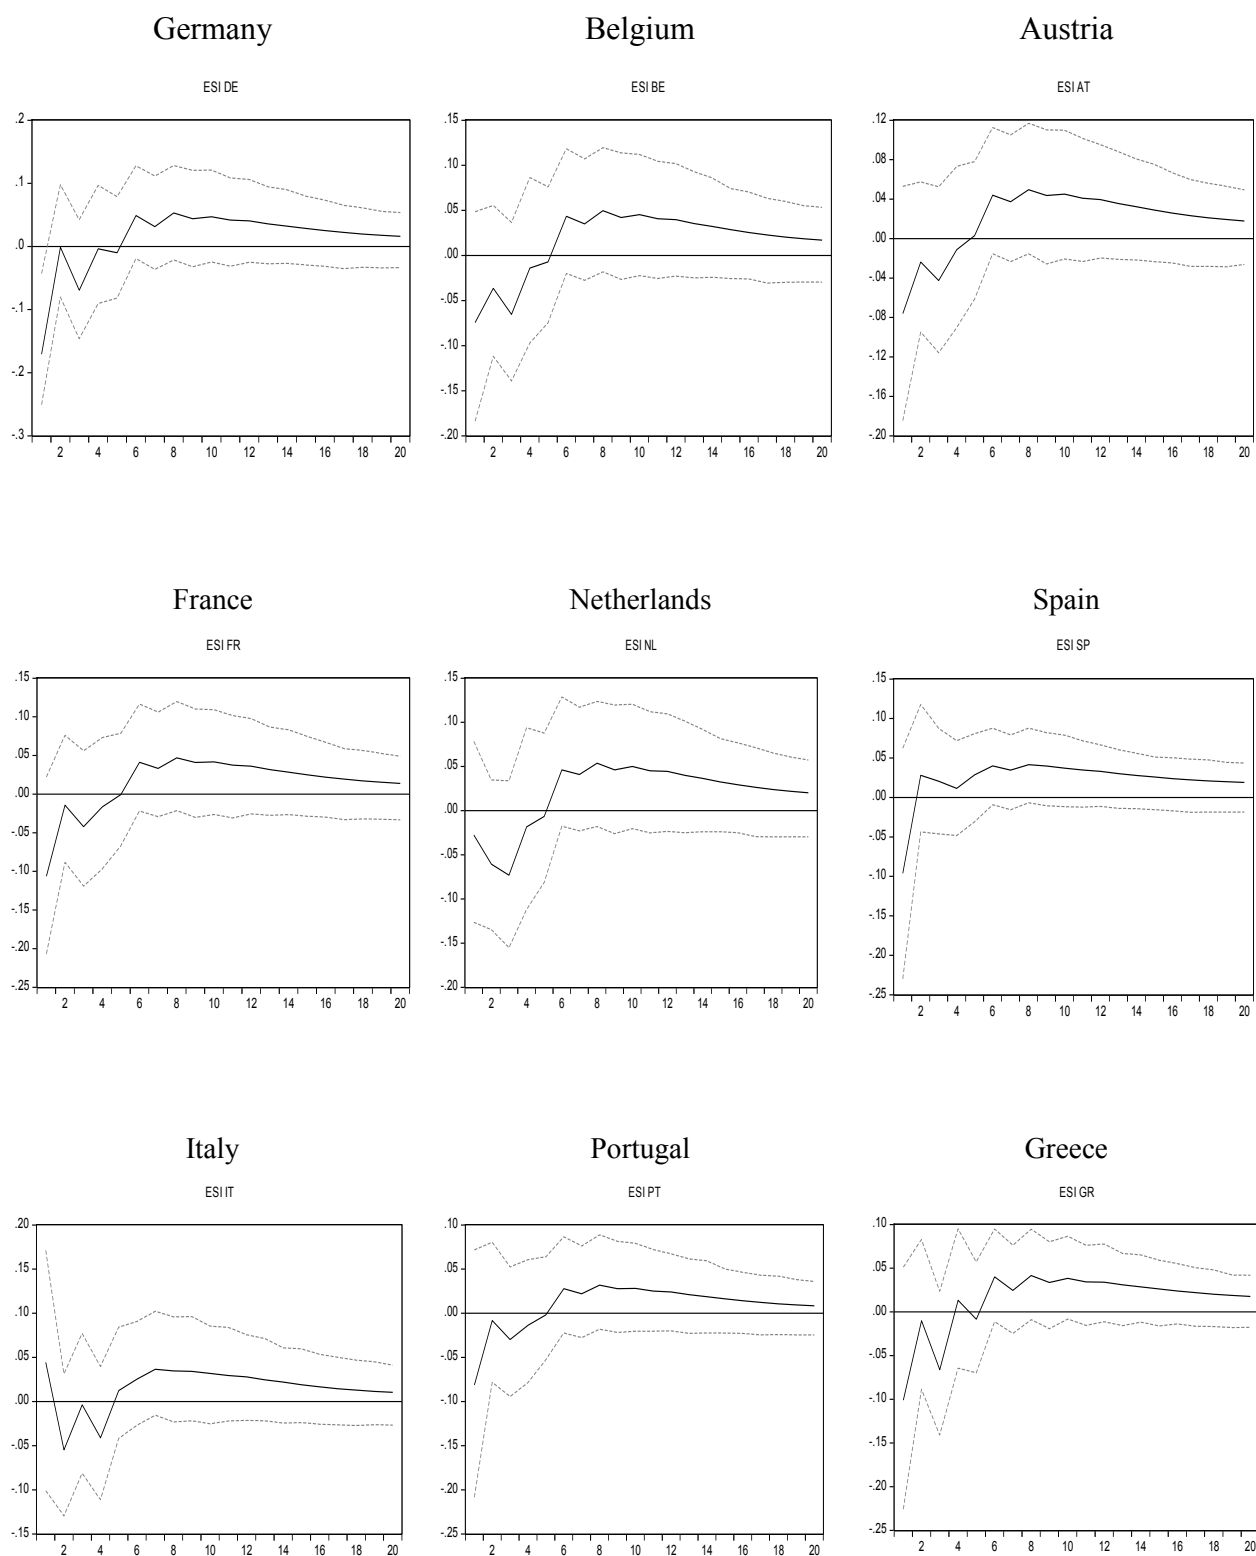 Germany
Belgium
Austria
ESI DE
ESI BE
ESI AT
.2
.1
.0
-.1
-.2
-.3
2 4 6 8 10 12 14 16 18 20
.15
.10
.05
.00
-.05
-.10
-.15
-.20
2 4 6 8 10 12 14 16 18 20
.12
.08
.04
.00
-.04
-.08
-.12
-.16
-.20
2 4 6 8 10 12 14 16 18 20
France
Netherlands
Spain
ESI FR
ESI NL
ESI SP
.15
.10
.05
.00
-.05
-.10
-.15
-.20
-.25
2 4 6 8 10 12 14 16 18 20
.15
.10
.05
.00
-.05
-.10
-.15
-.20
2 4 6 8 10 12 14 16 18 20
.15
.10
.05
.00
-.05
-.10
-.15
-.20
-.25
2 4 6 8 10 12 14 16 18 20
Italy
Portugal
Greece
ESI IT
ESI PT
ESI GR
.20
.15
.10
.05
.00
-.05
-.10
-.15
2 4 6 8 10 12 14 16 18 20
.10
.05
.00
-.05
-.10
-.15
-.20
-.25
2 4 6 8 10 12 14 16 18 20
.10
.05
.00
-.05
-.10
-.15
-.20
-.25
2 4 6 8 10 12 14 16 18 20